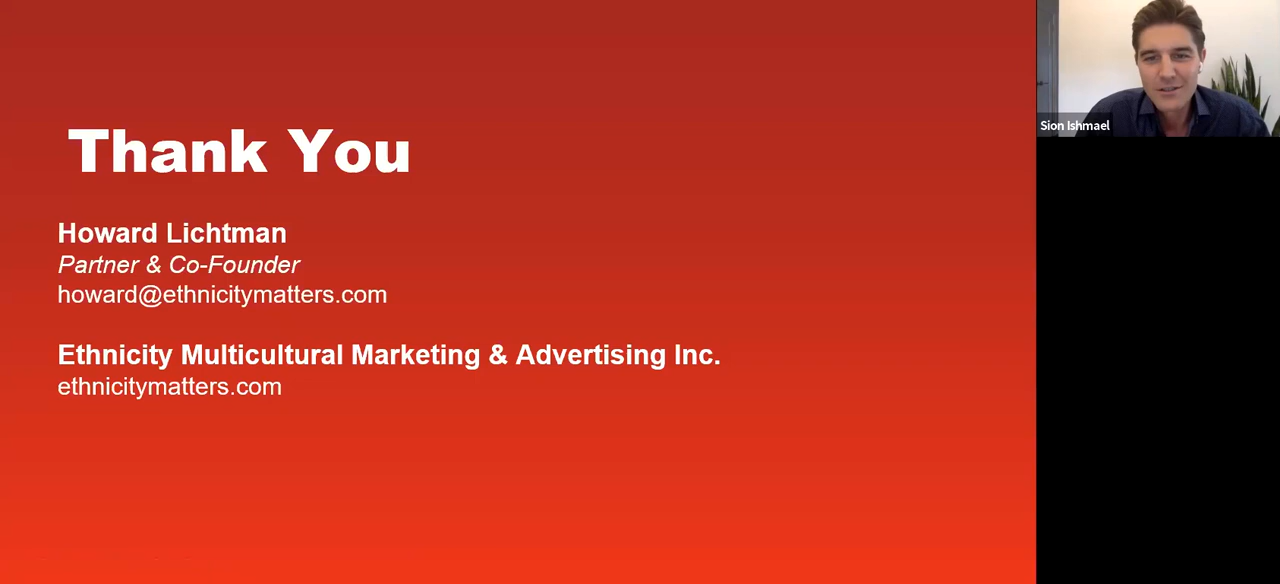 Thank You
Howard Lichtman
Partner & Co-Founder
howard@ethnicitymatters.com
Ethnicity Multicultural Marketing & Advertising Inc.
ethnicitymatters.com
Sion Ishmael